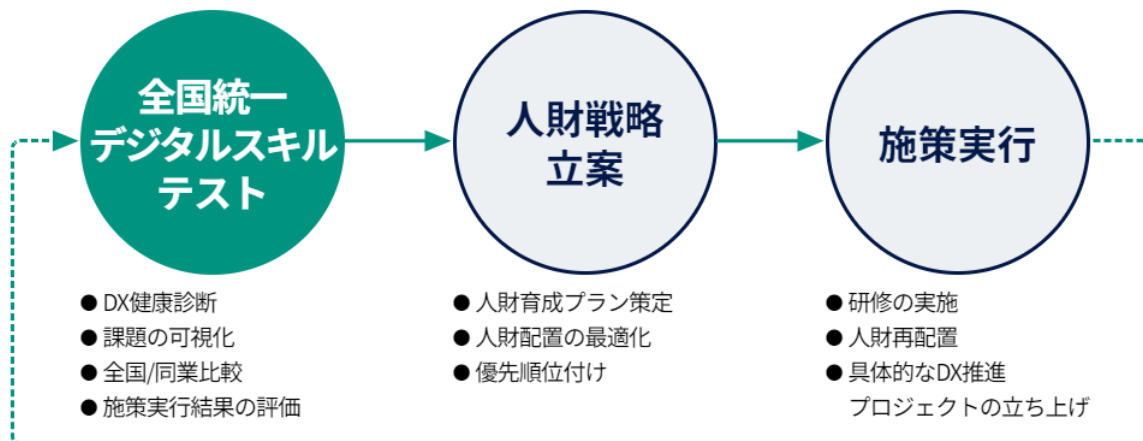 全国統一
デジタルスキル
テスト
● DX健康診断
● 課題の可視化
● 全国/同業比較
● 施策実行結果の評価
人財戦略
立案
● 人財育成プラン策定
● 人財配置の最適化
● 優先順位付け
施策実行
● 研修の実施
● 人財再配置
● 具体的なDX推進
プロジェクトの立ち上げ